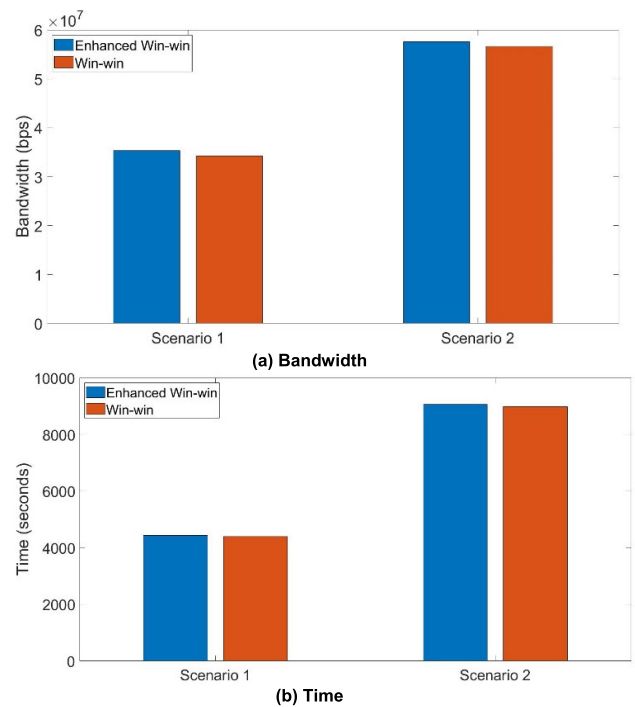 ×10^7
6
Enhanced Win-win
Win-win
5
4
3
2
1
0
Bandwidth (bps)
Scenario 1
Scenario 2
(a) Bandwidth
10000
Enhanced Win-win
Win-win
8000
6000
4000
2000
0
Time (seconds)
Scenario 1
Scenario 2
(b) Time